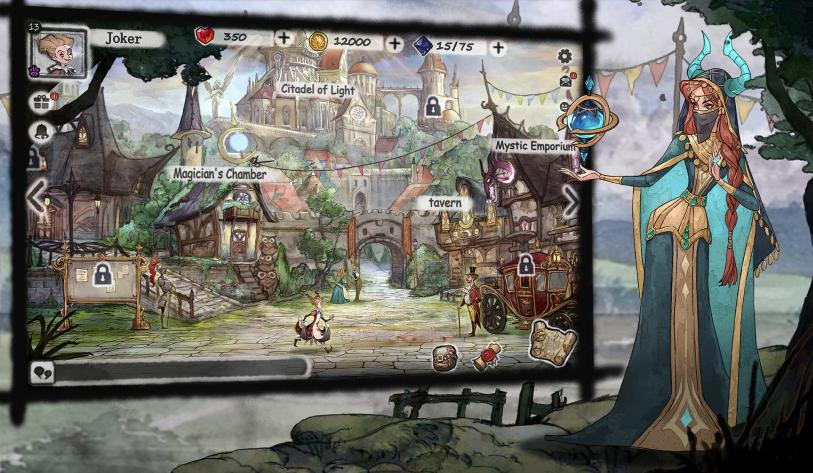 13
Joker
350
12000
15/75
Citadel of Light
Mystic Emporium
Magician's Chamber
tavern